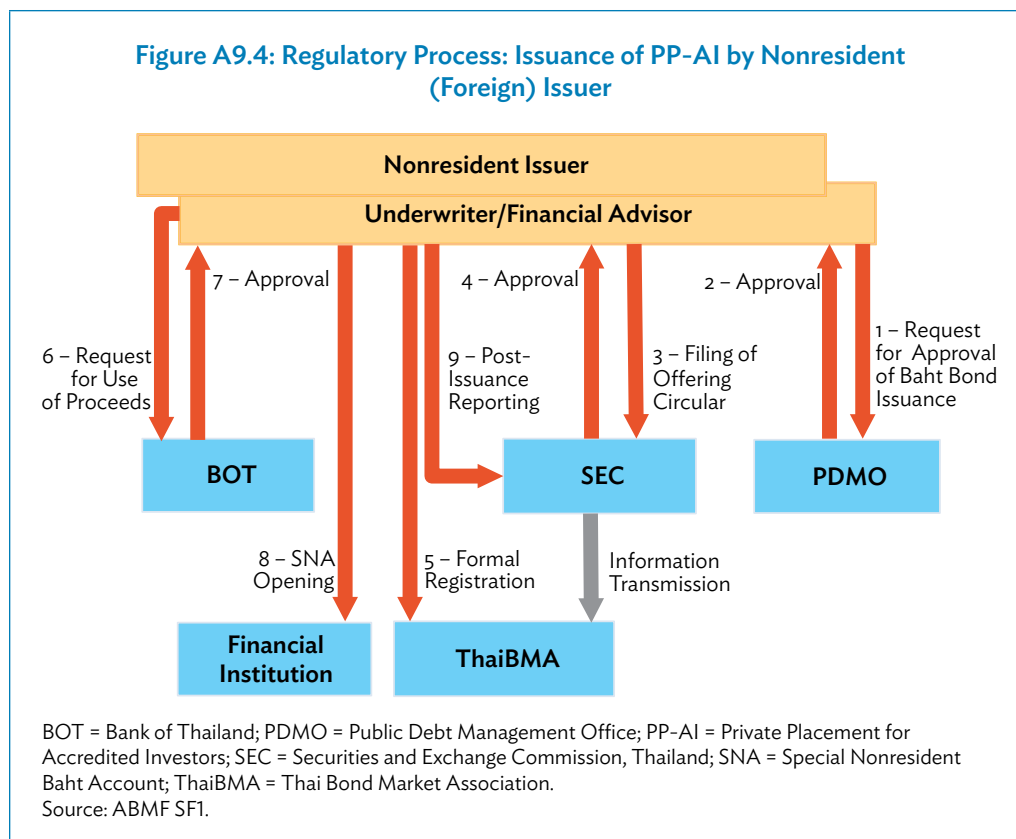 Figure A9.4: Regulatory Process: Issuance of PP-AI by Nonresident
(Foreign) Issuer
Nonresident Issuer
Underwriter/Financial Advisor
7 – Approval
4 – Approval
2 – Approval
6 – Request
for Use
of Proceeds
9 – Post-
Issuance
Reporting
3 – Filing of
Offering
Circular
1 – Request
for Approval
of Baht Bond
Issuance
BOT
SEC
PDMO
8 – SNA
Opening
5 – Formal
Registration
Information
Transmission
Financial
Institution
ThaiBMA
BOT = Bank of Thailand; PDMO = Public Debt Management Office; PP-AI = Private Placement for
Accredited Investors; SEC = Securities and Exchange Commission, Thailand; SNA = Special Nonresident
Baht Account; ThaiBMA = Thai Bond Market Association.
Source: ABMF SF1.